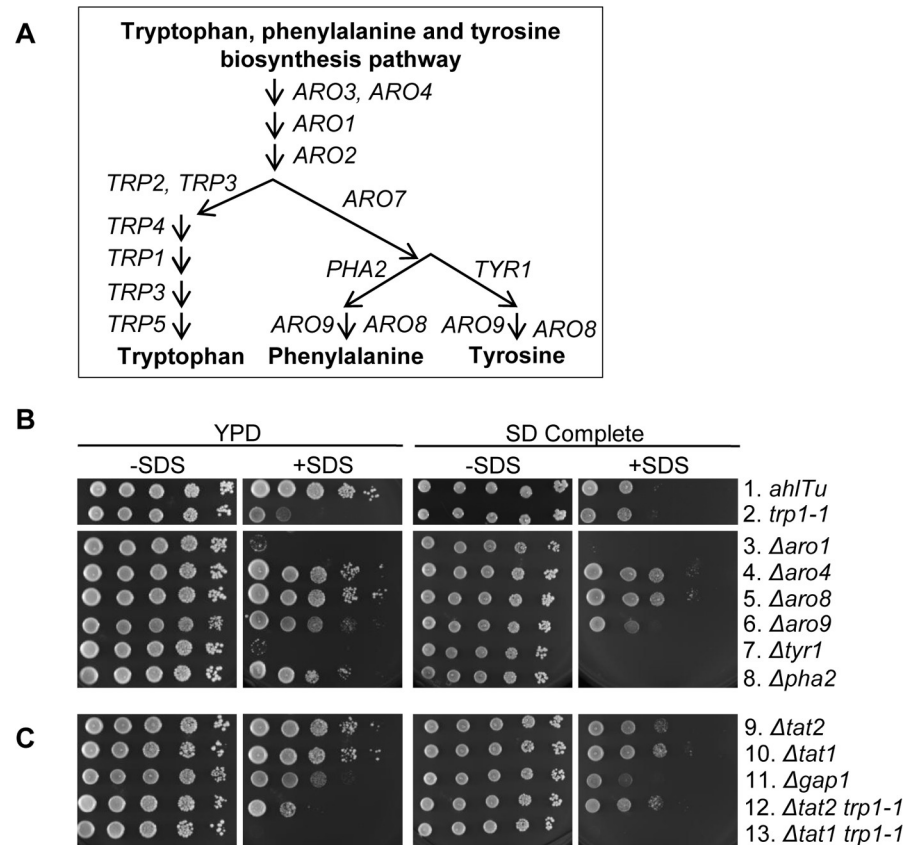 A
Tryptophan, phenylalanine and tyrosine
biosynthesis pathway
ARO3, ARO4
ARO1
ARO2
TRP2, TRP3
ARO7
TRP4
TRP1
PHA2 TYR1
TRP3
TRP5 ARO9 ARO8 ARO9 ARO8
Tryptophan Phenylalanine Tyrosine
B
YPD SD Complete
-SDS +SDS -SDS +SDS
1. ahlTu
2. trp1-1
3. Δaro1
4. Δaro4
5. Δaro8
6. Δaro9
7. Δtyr1
8. Δpha2
C
9. Δtat2
10. Δtat1
11. Δgap1
12. Δtat2 trp1-1
13. Δtat1 trp1-1